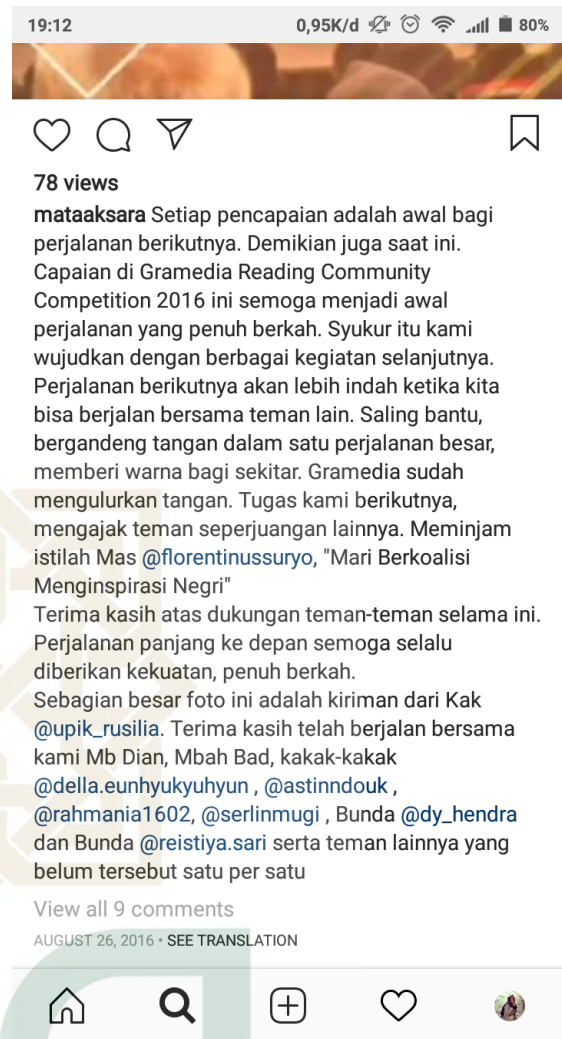 19:12
0,95K/d
80%
78 views
mataaksara Setiap pencapaian adalah awal bagi
perjalanan berikutnya. Demikian juga saat ini.
Capaian di Gramedia Reading Community
Competition 2016 ini semoga menjadi awal
perjalanan yang penuh berkah. Syukur itu kami
wujudkan dengan berbagai kegiatan selanjutnya.
Perjalanan berikutnya akan lebih indah ketika kita
bisa berjalan bersama teman lain. Saling bantu,
bergandeng tangan dalam satu perjalanan besar,
memberi warna bagi sekitar. Gramedia sudah
mengulurkan tangan. Tugas kami berikutnya,
mengajak teman seperjuangan lainnya. Meminjam
istilah Mas @florentinussuryo, "Mari Berkoalisi
Menginspirasi Negri"
Terima kasih atas dukungan teman-teman selama ini.
Perjalanan panjang ke depan semoga selalu
diberikan kekuatan, penuh berkah.
Sebagian besar foto ini adalah kiriman dari Kak
@upik_rusilia. Terima kasih telah berjalan bersama
kami Mb Dian, Mbah Bad, kakak-kakak
@della.eunhyukyuhyun , @astinndouk ,
@rahmania1602, @serlinmugi , Bunda @dy_hendra
dan Bunda @reistiya.sari serta teman lainnya yang
belum tersebut satu per satu
View all 9 comments
AUGUST 26, 2016 • SEE TRANSLATION